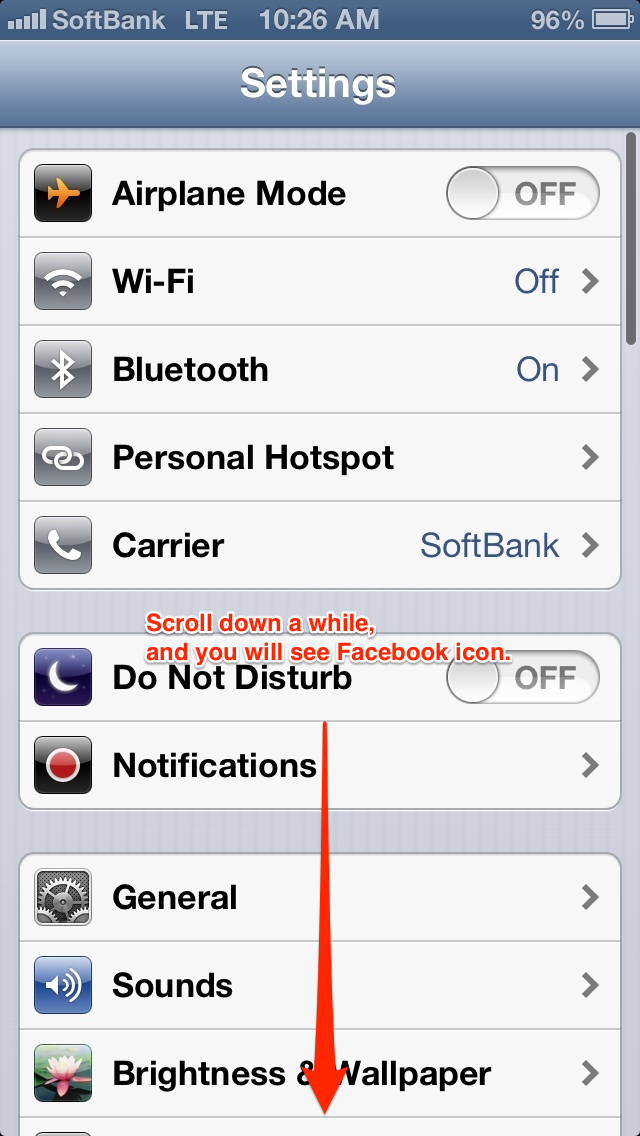 SoftBank LTE 10:26 AM 96%
Settings
Airplane Mode OFF
Wi-Fi Off
Bluetooth On
Personal Hotspot
Carrier SoftBank
Scroll down a while,
and you will see Facebook icon.
Do Not Disturb OFF
Notifications
General
Sounds
Brightness & Wallpaper